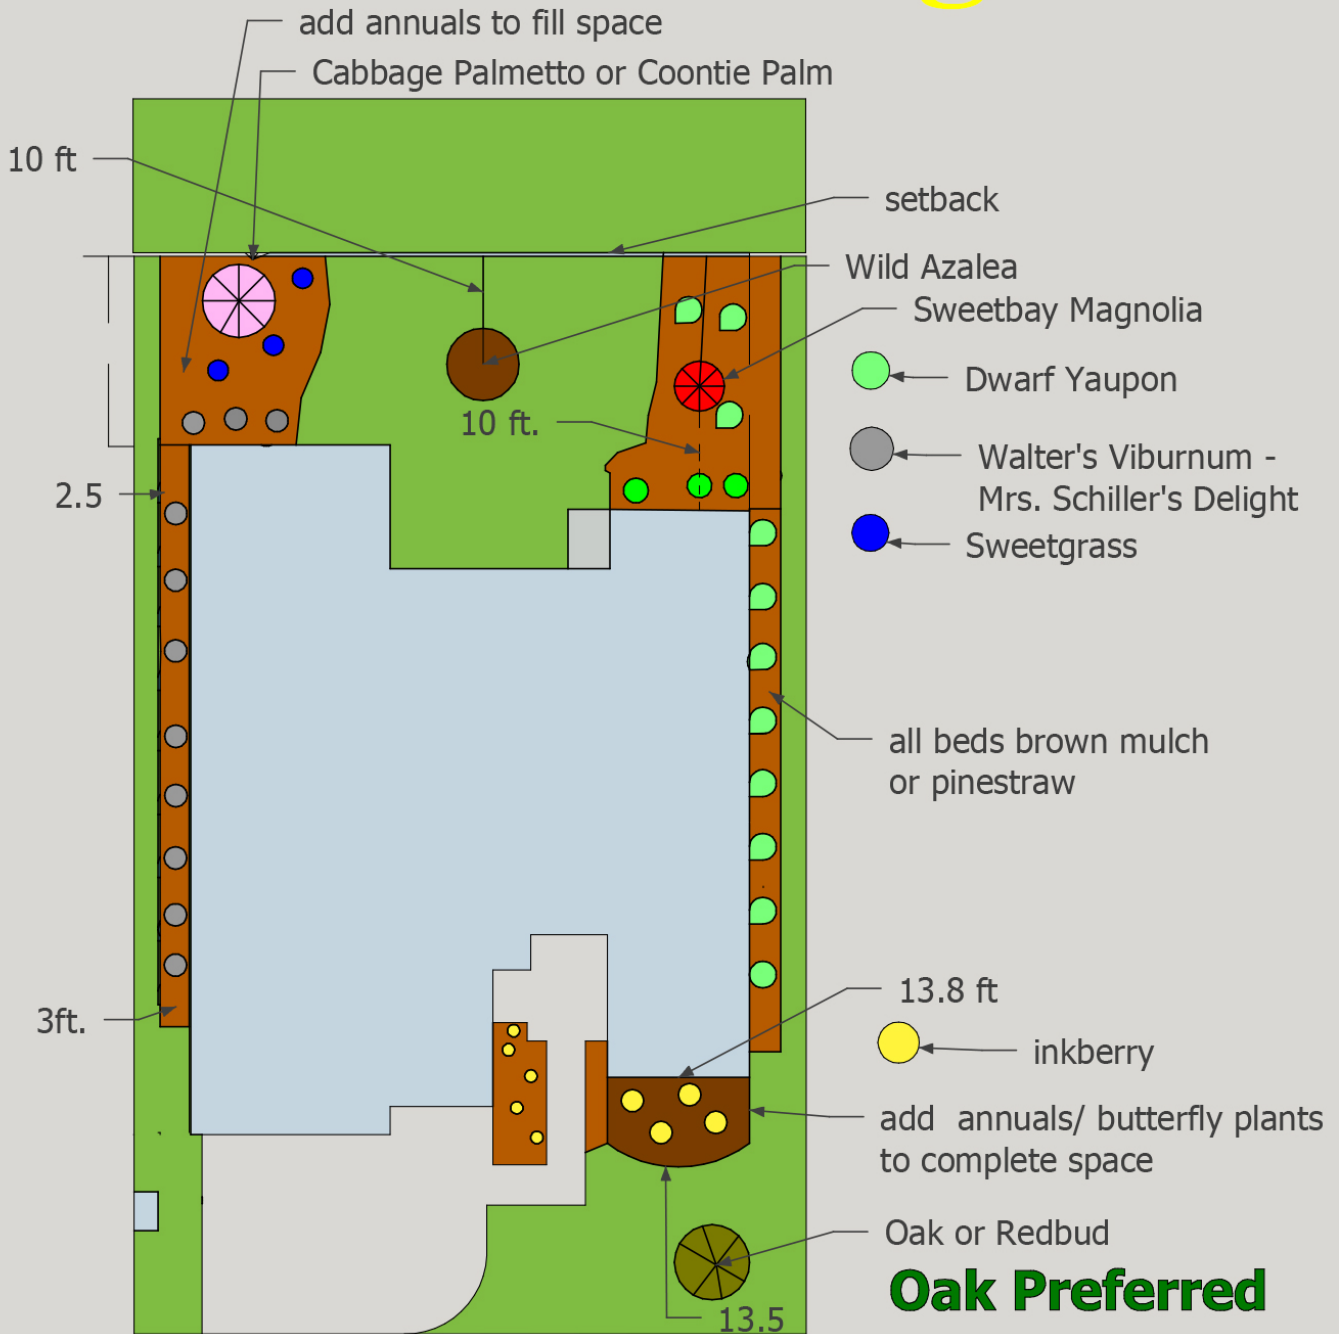 add annuals to fill space
Cabbage Palmetto or Coontie Palm
10 ft
setback
Wild Azalea
Sweetbay Magnolia
Dwarf Yaupon
10 ft.
Walter's Viburnum -
Mrs. Schiller's Delight
2.5
Sweetgrass
all beds brown mulch
or pinestraw
13.8 ft
3ft.
inkberry
add  annuals/ butterfly plants
to complete space
Oak or Redbud
Oak Preferred
13.5